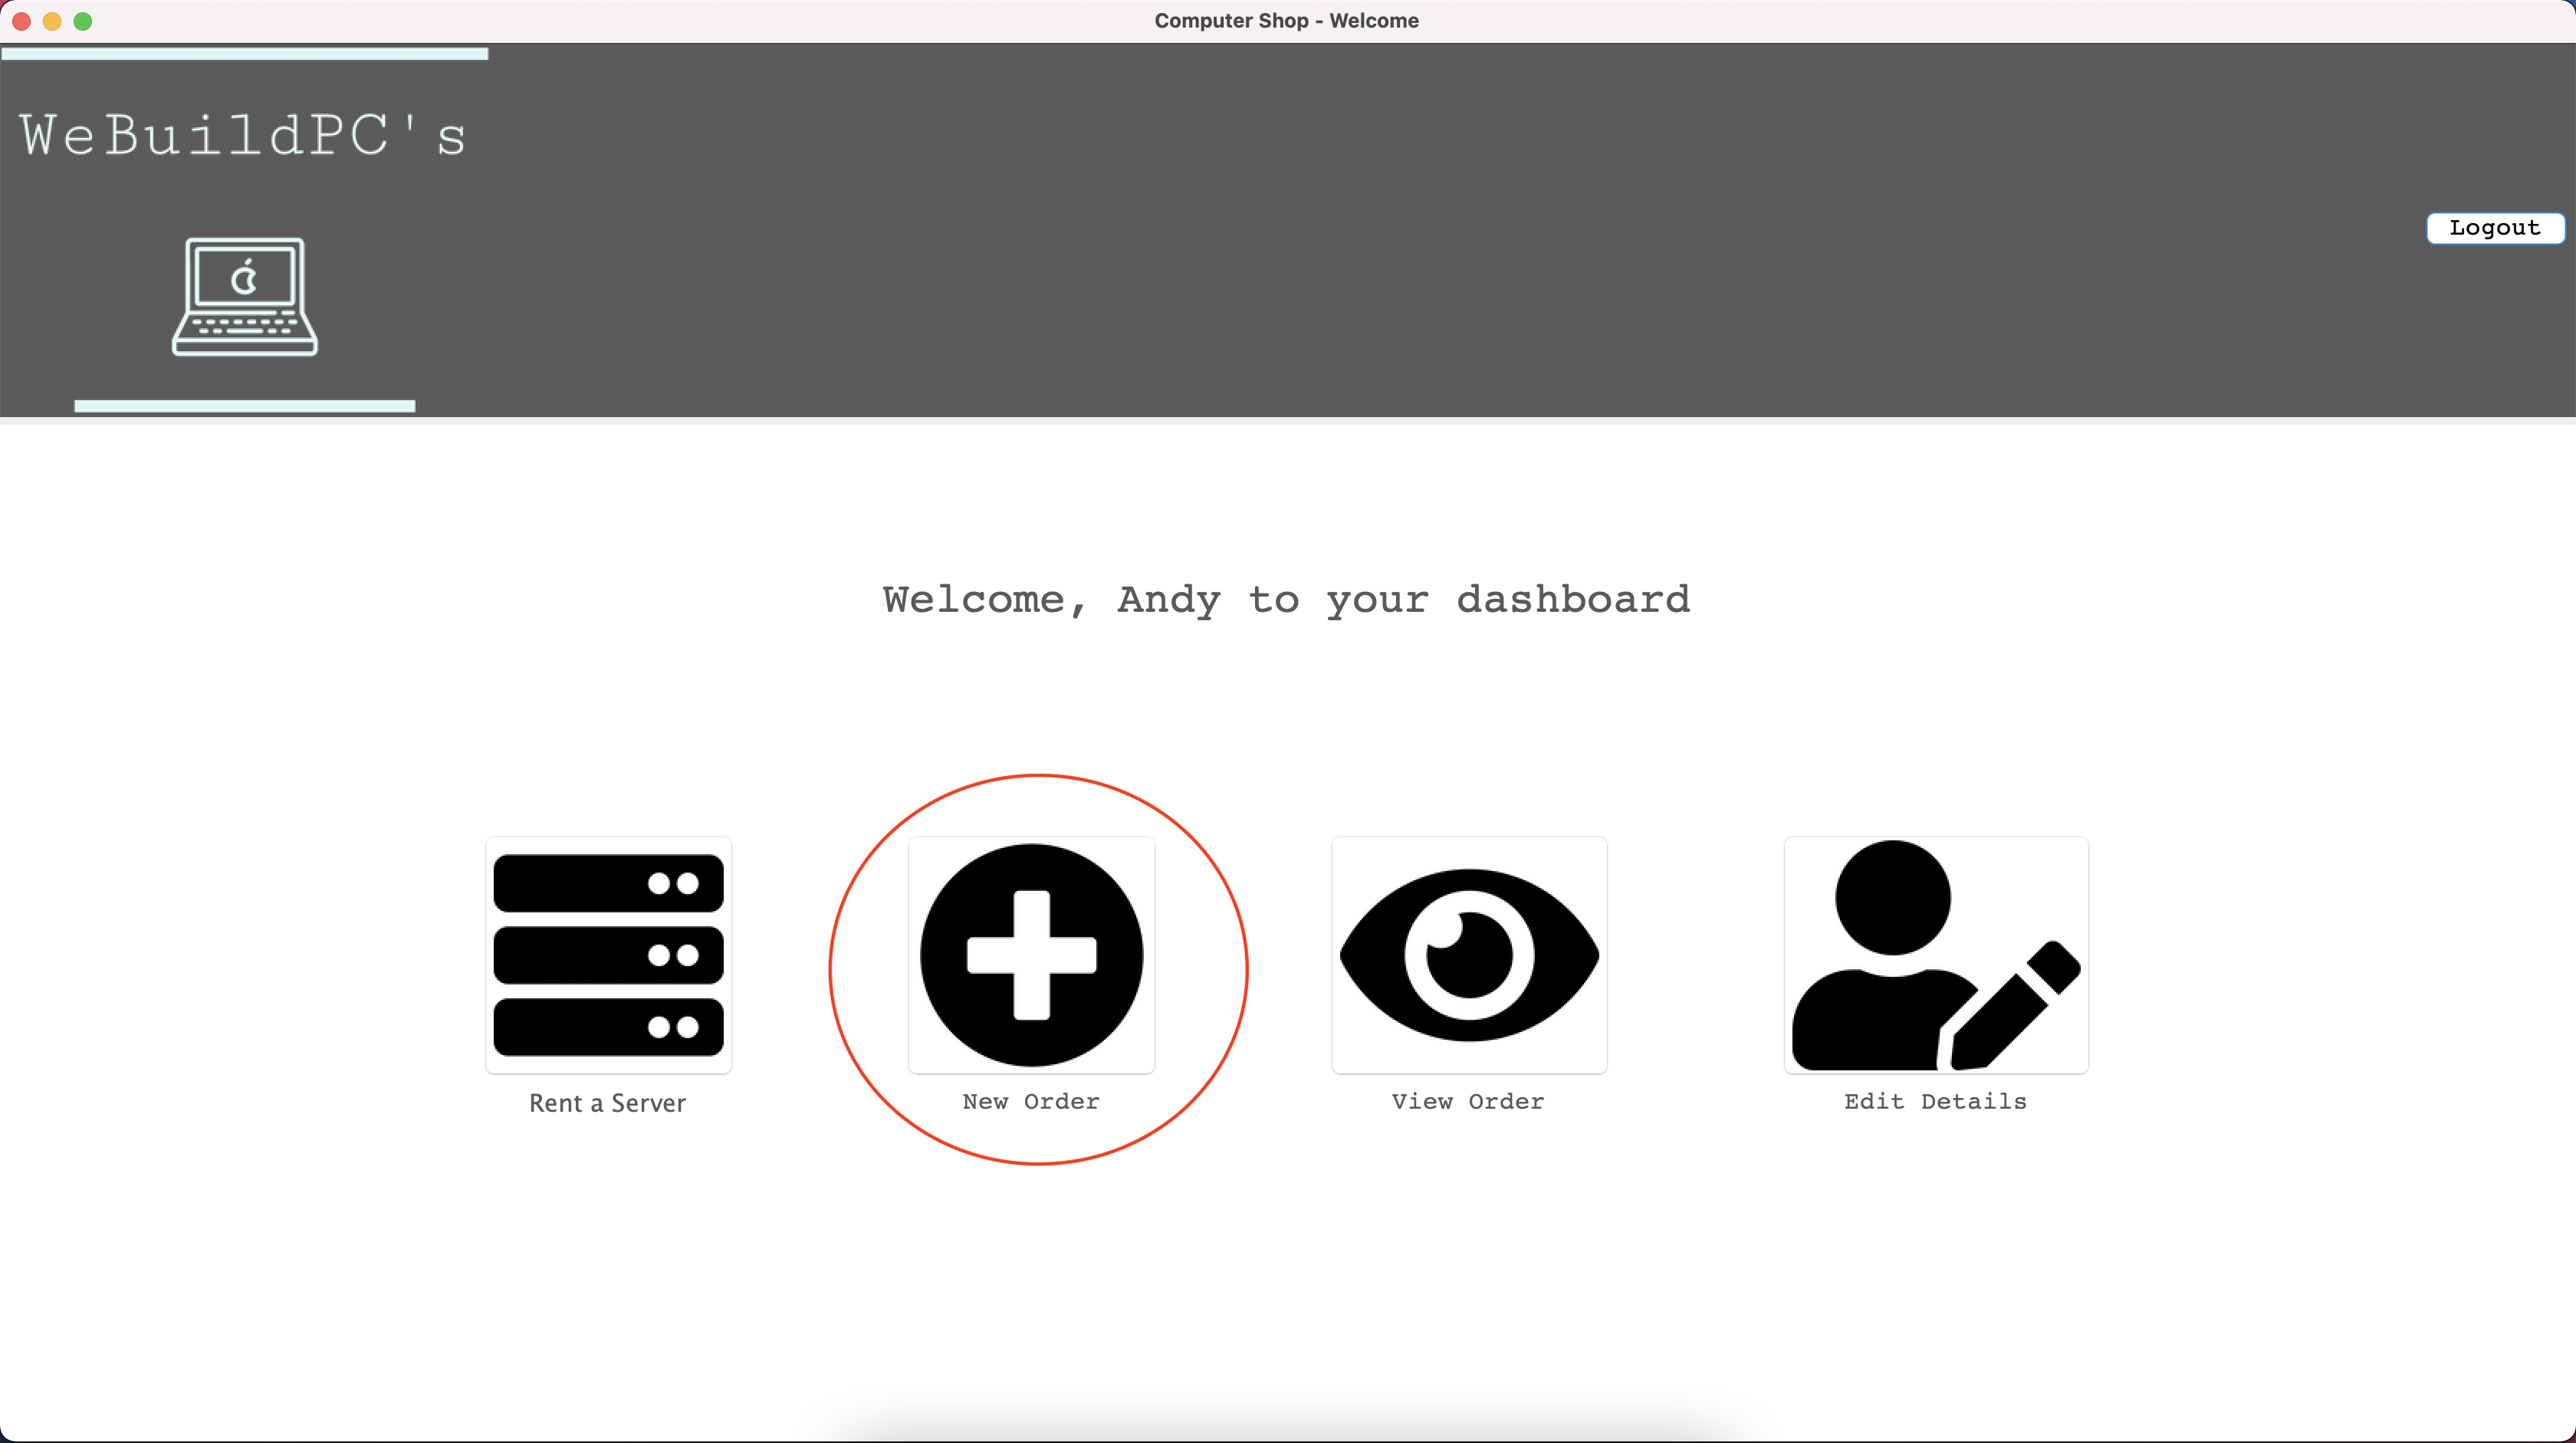 Computer Shop - Welcome
WeBuildPC's
Logout
Welcome, Andy to your dashboard
Rent a Server
New Order
View Order
Edit Details